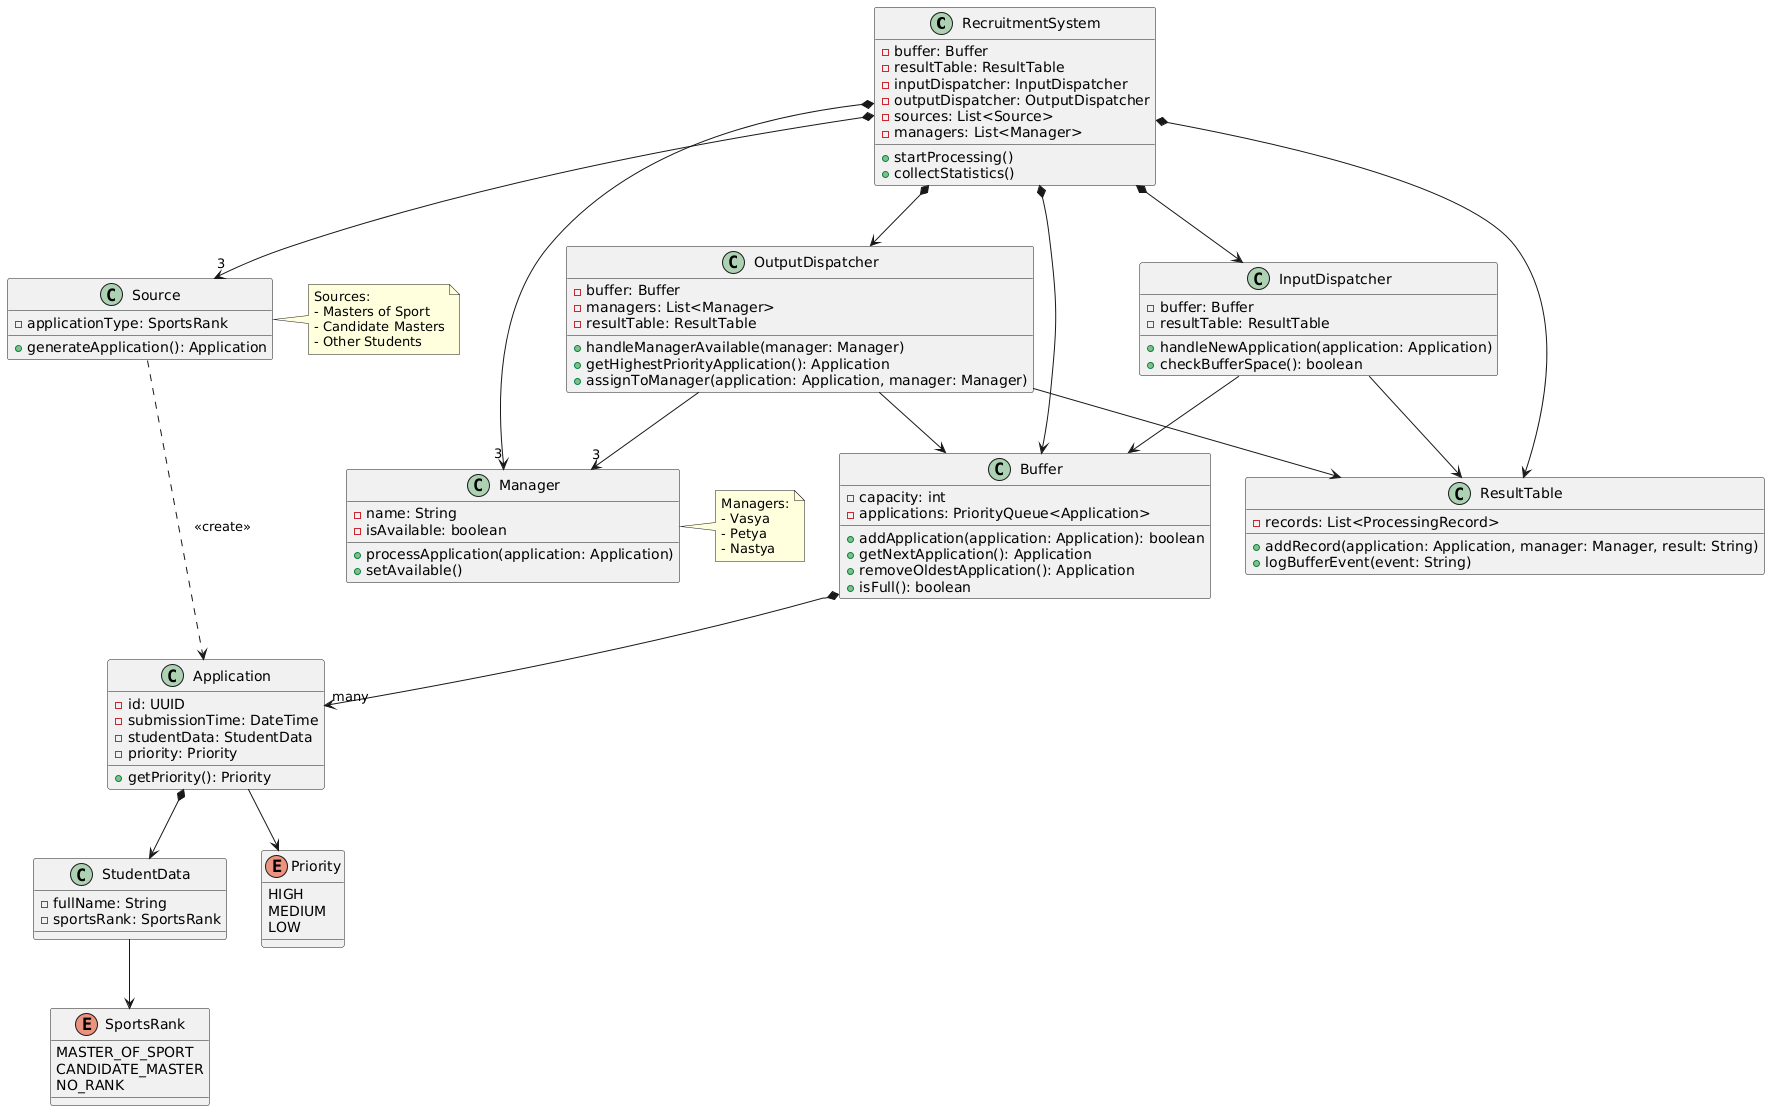 RecruitmentSystem
buffer: Buffer
resultTable: ResultTable
inputDispatcher: InputDispatcher
outputDispatcher: OutputDispatcher
sources: List<Source>
managers: List<Manager>
startProcessing()
collectStatistics()
3
Source
applicationType: SportsRank
generateApplication(): Application
Sources:
- Masters of Sport
- Candidate Masters
- Other Students
OutputDispatcher
buffer: Buffer
managers: List<Manager>
resultTable: ResultTable
handleManagerAvailable(manager: Manager)
getHighestPriorityApplication(): Application
assignToManager(application: Application, manager: Manager)
InputDispatcher
buffer: Buffer
resultTable: ResultTable
handleNewApplication(application: Application)
checkBufferSpace(): boolean
3
3
Manager
name: String
isAvailable: boolean
processApplication(application: Application)
setAvailable()
Managers:
- Vasya
- Petya
- Nastya
Buffer
capacity: int
applications: PriorityQueue<Application>
addApplication(application: Application): boolean
getNextApplication(): Application
removeOldestApplication(): Application
isFull(): boolean
ResultTable
records: List<ProcessingRecord>
addRecord(application: Application, manager: Manager, result: String)
logBufferEvent(event: String)
«create»
Application
id: UUID
submissionTime: DateTime
studentData: StudentData
priority: Priority
getPriority(): Priority
many
StudentData
fullName: String
sportsRank: SportsRank
Priority
HIGH
MEDIUM
LOW
SportsRank
MASTER_OF_SPORT
CANDIDATE_MASTER
NO_RANK